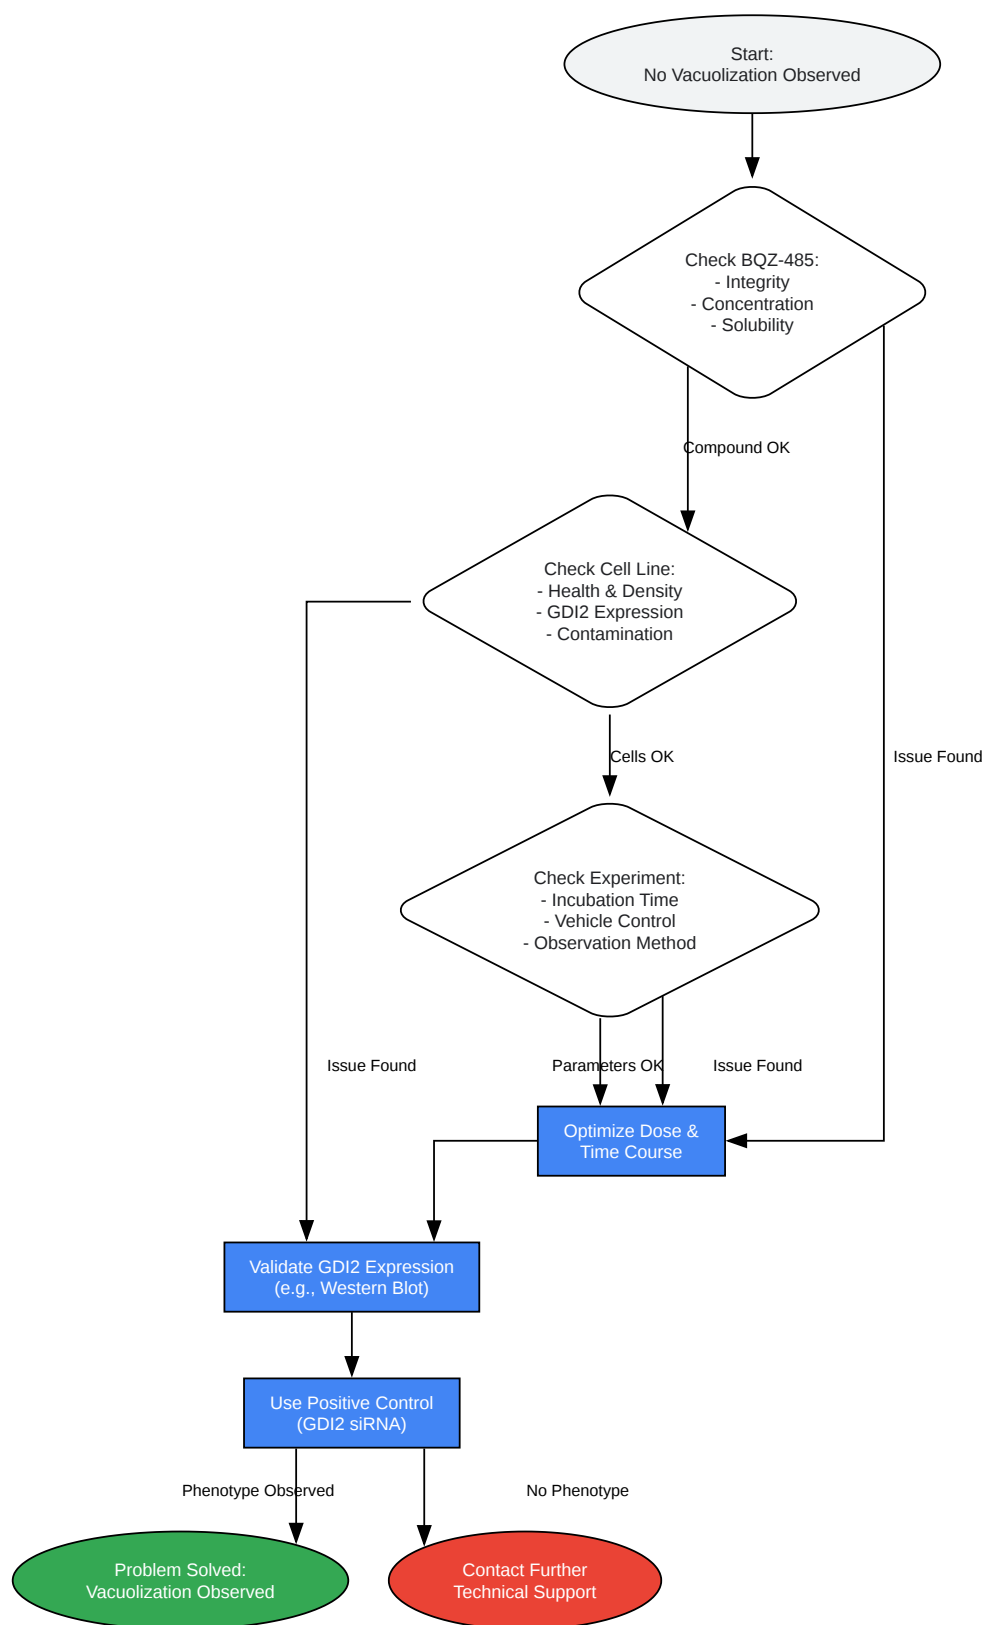 Start:
No Vacuolization Observed
Check BQZ-485:
- Integrity
- Concentration
- Solubility
Compound OK
Check Cell Line:
- Health & Density
- GDI2 Expression
- Contamination
Cells OK
Issue Found
Check Experiment:
- Incubation Time
- Vehicle Control
- Observation Method
Issue Found
Parameters OK
Issue Found
Optimize Dose &
Time Course
Validate GDI2 Expression
(e.g., Western Blot)
Use Positive Control
(GDI2 siRNA)
Phenotype Observed
No Phenotype
Problem Solved:
Vacuolization Observed
Contact Further
Technical Support